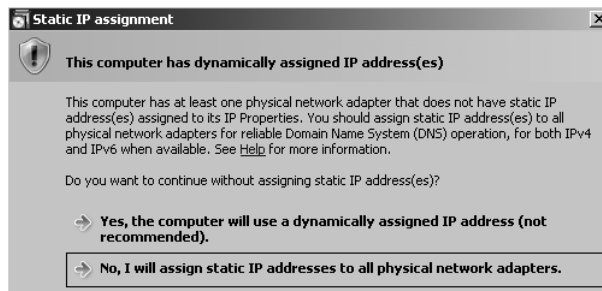 Static IP assignment
This computer has dynamically assigned IP address(es)
This computer has at least one physical network adapter that does not have static IP
address(es) assigned to its IP Properties. You should assign static IP address(es) to all
physical network adapters for reliable Domain Name System (DNS) operation, for both IPv4
and IPv6 when available. See Help for more information.
Do you want to continue without assigning static IP address(es)?
Yes, the computer will use a dynamically assigned IP address (not
recommended).
No, I will assign static IP addresses to all physical network adapters.